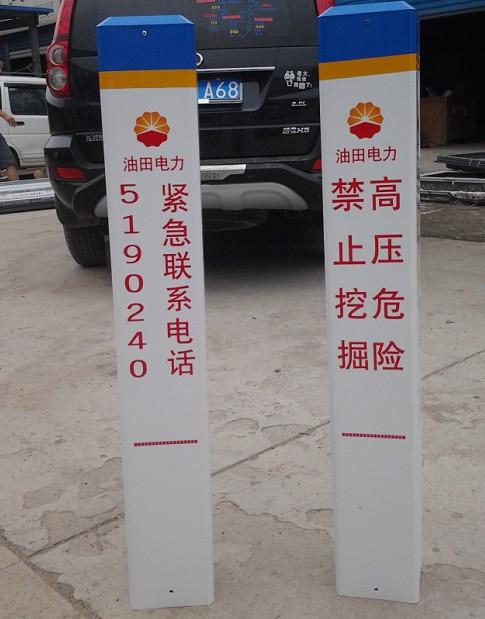 油田电力
紧急联系电话
5190240
油田电力
高压危险
禁止挖掘
A68